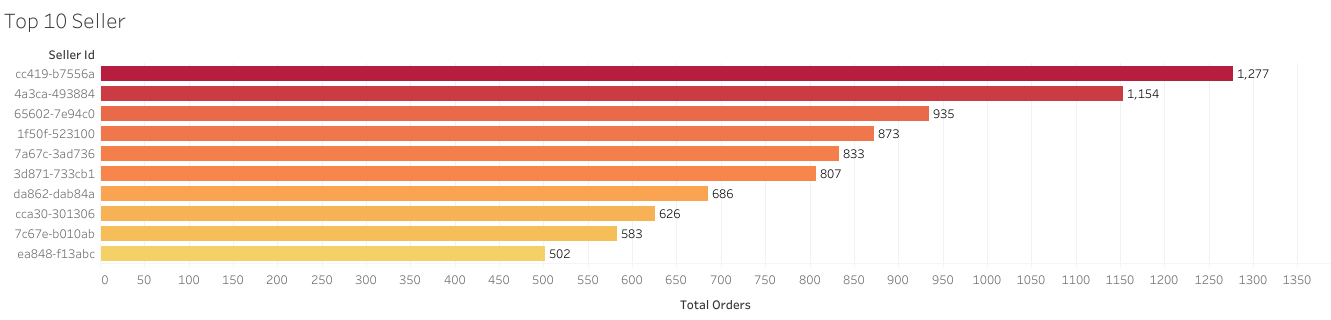 Top 10 Seller
Seller Id
cc419-b7556a 1,277
4a3ca-493884 1,154
65602-7e94c0 935
1f50f-523100 873
7a67c-3ad736 833
3d871-733cb1 807
da862-dab84a 686
cca30-301306 626
7c67e-b010ab 583
ea848-f13abc 502
0 50 100 150 200 250 300 350 400 450 500 550 600 650 700 750 800 850 900 950 1000 1050 1100 1150 1200 1250 1300 1350
Total Orders